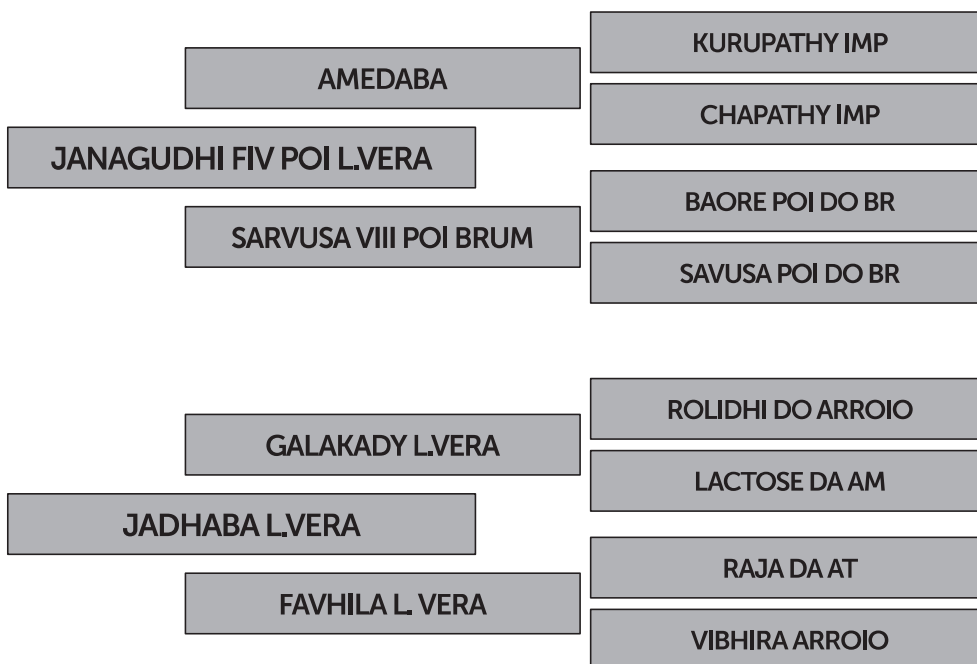 KURUPATHY IMP
AMEDABA
CHAPATHY IMP
JANAGUDHI FIV POI L.VERA
BAORE POI DO BR
SARVUSA VIII POI BRUM
SAVUSA POI DO BR
ROLIDHI DO ARROIO
GALAKADY L.VERA
LACTOSE DA AM
JADHABA L.VERA
RAJA DA AT
FAVHILA L. VERA
VIBHIRA ARROIO